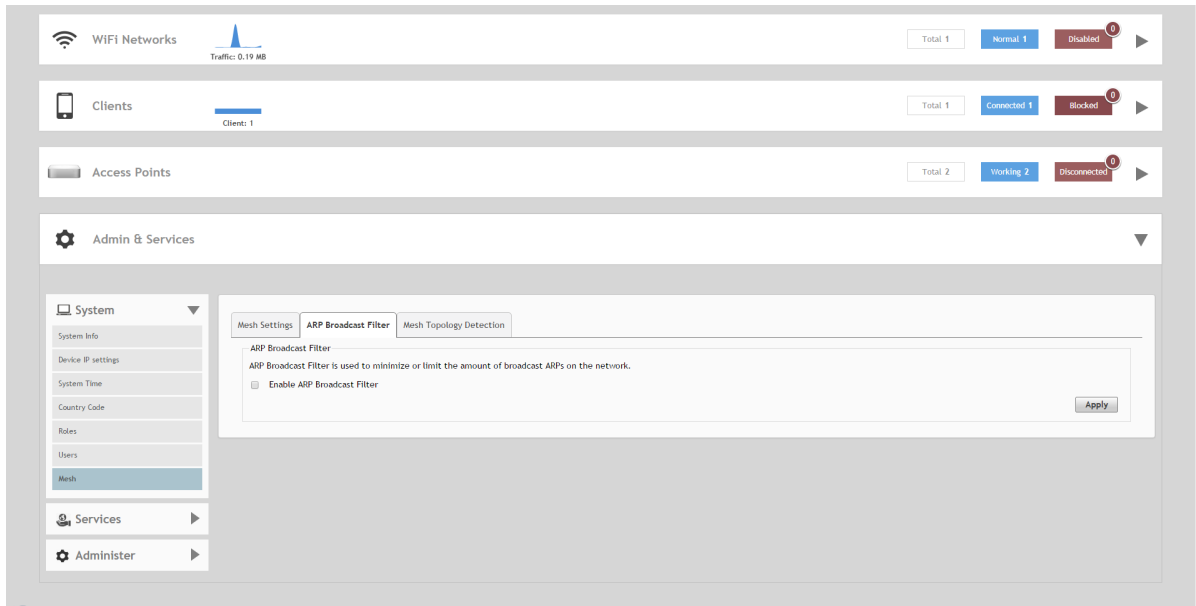 WiFi Networks
Traffic: 0.19 MB
Total 1
Normal 1
Disabled
0
Clients
Client: 1
Total 1
Connected 1
Blocked
0
Access Points
Total 2
Working 2
Disconnected
0
Admin & Services
System
System Info
Device IP settings
System Time
Country Code
Roles
Users
Mesh
Services
Administer
Mesh Settings
ARP Broadcast Filter
Mesh Topology Detection
ARP Broadcast Filter
ARP Broadcast Filter is used to minimize or limit the amount of broadcast ARPs on the network.
Enable ARP Broadcast Filter
Apply